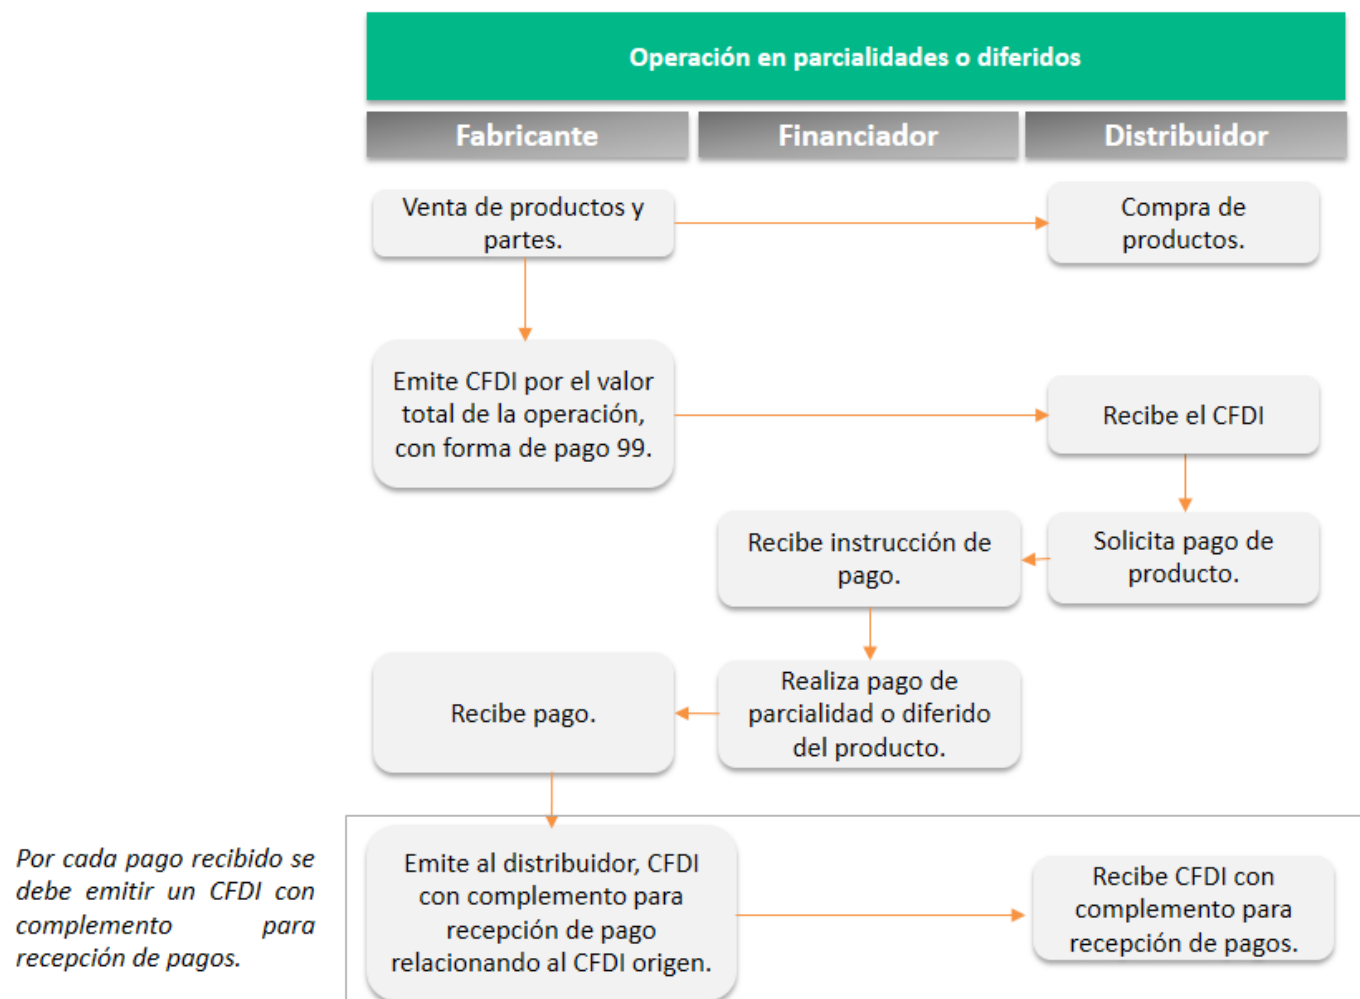 Operación en parcialidades o diferidos
Fabricante
Financiador
Distribuidor
Venta de productos y
partes.
Compra de
productos.
Emite CFDI por el valor
total de la operación,
con forma de pago 99.
Recibe el CFDI
Recibe instrucción de
pago.
Solicita pago de
producto.
Recibe pago.
Realiza pago de
parcialidad o diferido
del producto.
Por cada pago recibido se
debe emitir un CFDI con
complemento para
recepción de pagos.
Emite al distribuidor, CFDI
con complemento para
recepción de pago
relacionando al CFDI origen.
Recibe CFDI con
complemento para
recepción de pagos.